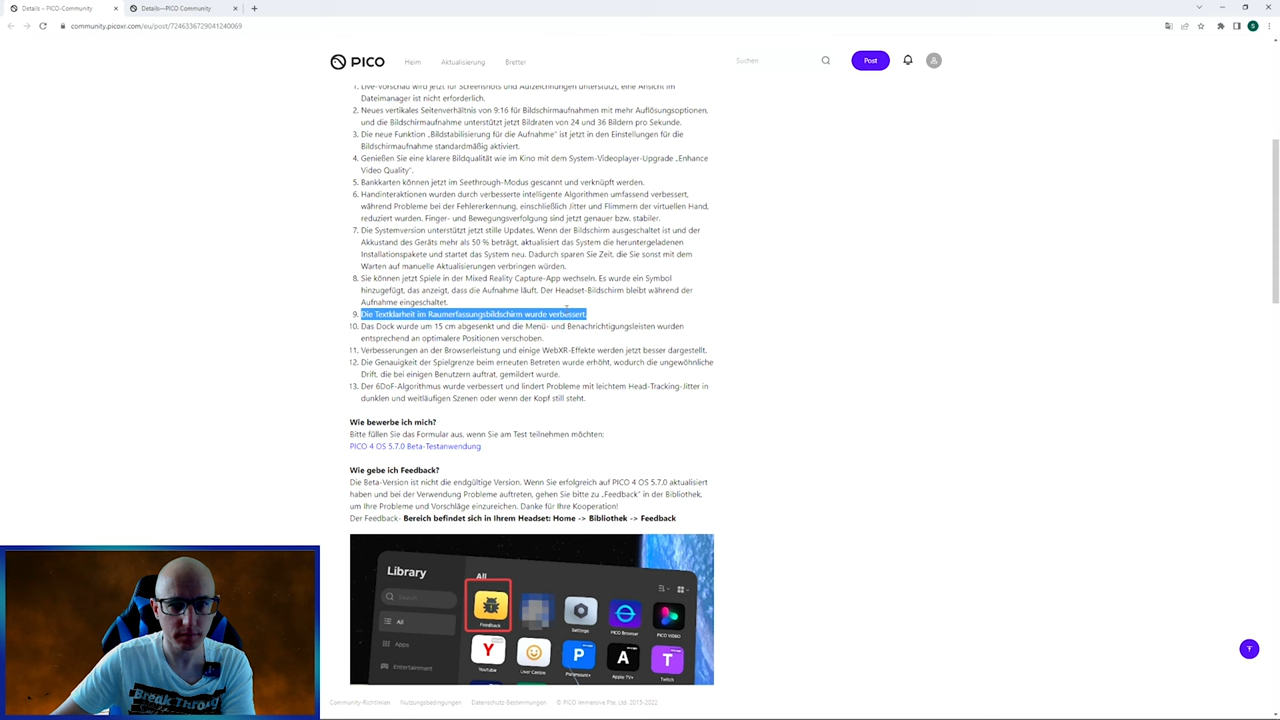 Details – PICO-Community
Details—PICO Community
community.picoxr.com/eu/post/7246336729041240069
S
PICO
Heim
Aktualisierung
Bretter
Suchen
Post
1. Live-Vorschau wird jetzt für Screenshots und Aufzeichnungen unterstützt, eine Ansicht im
Dateimanager ist nicht erforderlich.
2. Neues vertikales Seitenverhältnis von 9:16 für Bildschirmaufnahmen mit mehr Auflösungsoptionen,
und die Bildschirmaufnahme unterstützt jetzt Bildraten von 24 und 36 Bildern pro Sekunde.
3. Die neue Funktion „Bildstabilisierung für die Aufnahme“ ist jetzt in den Einstellungen für die
Bildschirmaufnahme standardmäßig aktiviert.
4. Genießen Sie eine klarere Bildqualität wie im Kino mit dem System-Videoplayer-Upgrade „Enhance
Video Quality“.
5. Bankkarten können jetzt im Seethrough-Modus gescannt und verknüpft werden.
6. Handinteraktionen wurden durch verbesserte intelligente Algorithmen umfassend verbessert,
während Probleme bei der Fehlererkennung, einschließlich Jitter und Flimmern der virtuellen Hand,
reduziert wurden. Finger- und Bewegungsverfolgung sind jetzt genauer bzw. stabiler.
7. Die Systemversion unterstützt jetzt stille Updates. Wenn der Bildschirm ausgeschaltet ist und der
Akkustand des Geräts mehr als 50 % beträgt, aktualisiert das System die heruntergeladenen
Installationspakete und startet das System neu. Dadurch sparen Sie Zeit, die Sie sonst mit dem
Warten auf manuelle Aktualisierungen verbringen würden.
8. Sie können jetzt Spiele in der Mixed Reality Capture-App wechseln. Es wurde ein Symbol
hinzugefügt, das anzeigt, dass die Aufnahme läuft. Der Headset-Bildschirm bleibt während der
Aufnahme eingeschaltet.
9. Die Textklarheit im Raumerfassungsbildschirm wurde verbessert.
10. Das Dock wurde um 15 cm abgesenkt und die Menü- und Benachrichtigungsleisten wurden
entsprechend an optimalere Positionen verschoben.
11. Verbesserungen an der Browserleistung und einige WebXR-Effekte werden jetzt besser dargestellt.
12. Die Genauigkeit der Spielgrenze beim erneuten Betreten wurde erhöht, wodurch die ungewöhnliche
Drift, die bei einigen Benutzern auftrat, gemildert wurde.
13. Der 6DoF-Algorithmus wurde verbessert und lindert Probleme mit leichtem Head-Tracking-Jitter in
dunklen und weitläufigen Szenen oder wenn der Kopf still steht.
Wie bewerbe ich mich?
Bitte füllen Sie das Formular aus, wenn Sie am Test teilnehmen möchten:
PICO 4 OS 5.7.0 Beta-Testanwendung
Wie gebe ich Feedback?
Die Beta-Version ist nicht die endgültige Version. Wenn Sie erfolgreich auf PICO 4 OS 5.7.0 aktualisiert
haben und bei der Verwendung Probleme auftreten, gehen Sie bitte zu „Feedback“ in der Bibliothek,
um Ihre Probleme und Vorschläge einzureichen. Danke für Ihre Kooperation!
Der Feedback- Bereich befindet sich in Ihrem Headset: Home -> Bibliothek -> Feedback
Library
All
Search
All
Apps
Entertainment
Feedback
Settings
PICO Browser
PICO VIDEO
Youtube
User Centre
Paramount+
Apple TV+
Twitch
Break Through
Community-Richtlinien
Nutzungsbedingungen
Datenschutz-Bestimmungen
© PICO Immersive Pte. Ltd. 2015-2022